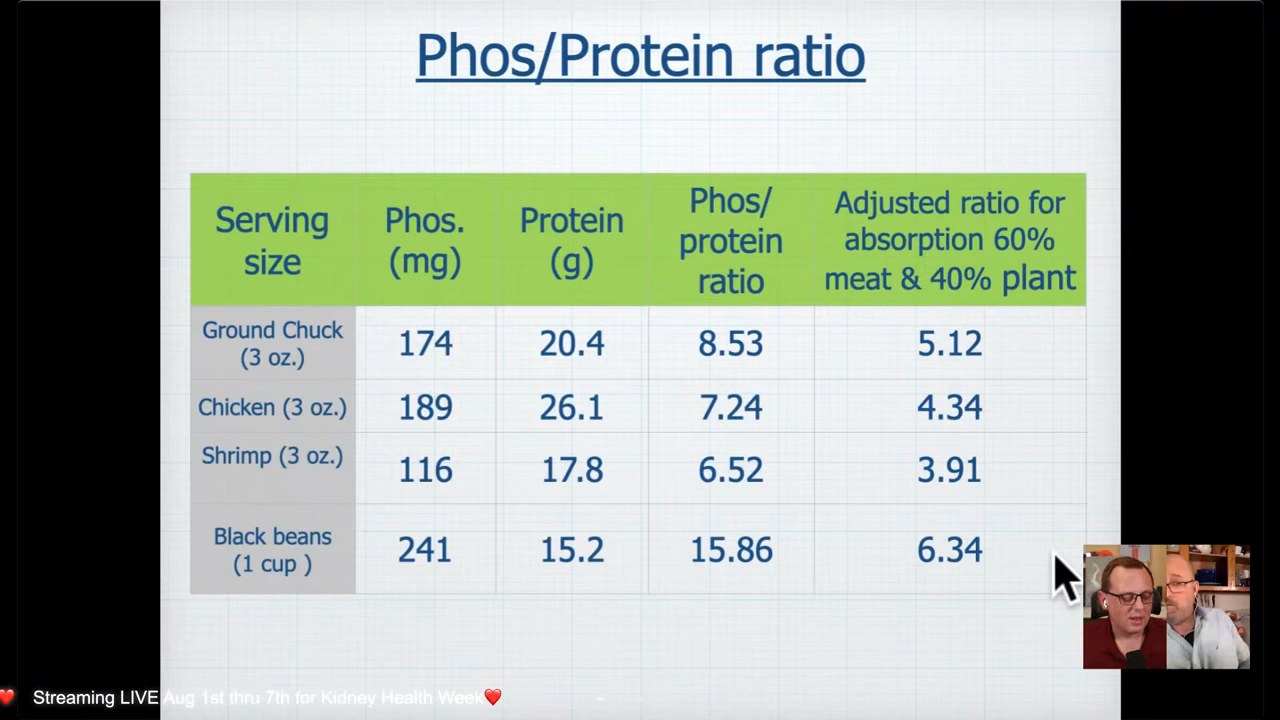 Phos/Protein ratio
Serving
size
Phos.
(mg)
Protein
(g)
Phos/
protein
ratio
Adjusted ratio for
absorption 60%
meat & 40% plant
Ground Chuck
(3 oz.)
174
20.4
8.53
5.12
Chicken (3 oz.)
189
26.1
7.24
4.34
Shrimp (3 oz.)
116
17.8
6.52
3.91
Black beans
(1 cup )
241
15.2
15.86
6.34
Streaming LIVE Aug 1st thru 7th for Kidney Health Week